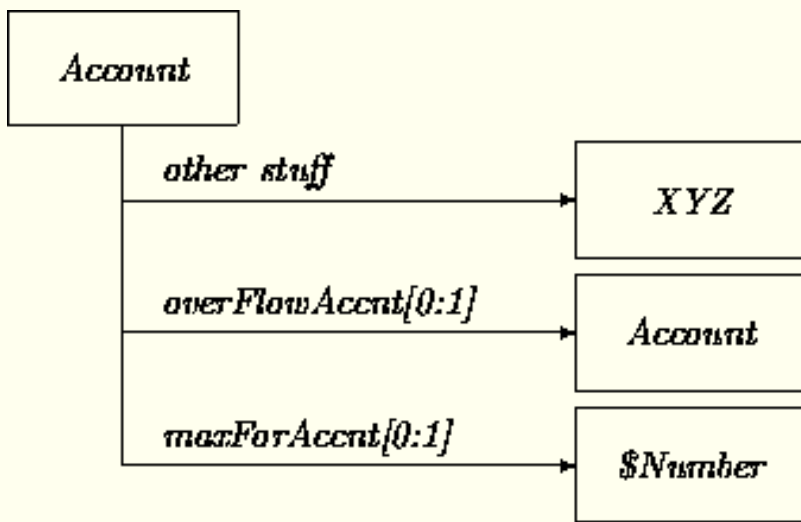 Account
other stuff
XYZ
overFlowAccnt[0:1]
Account
maxForAccnt[0:1]
$Number